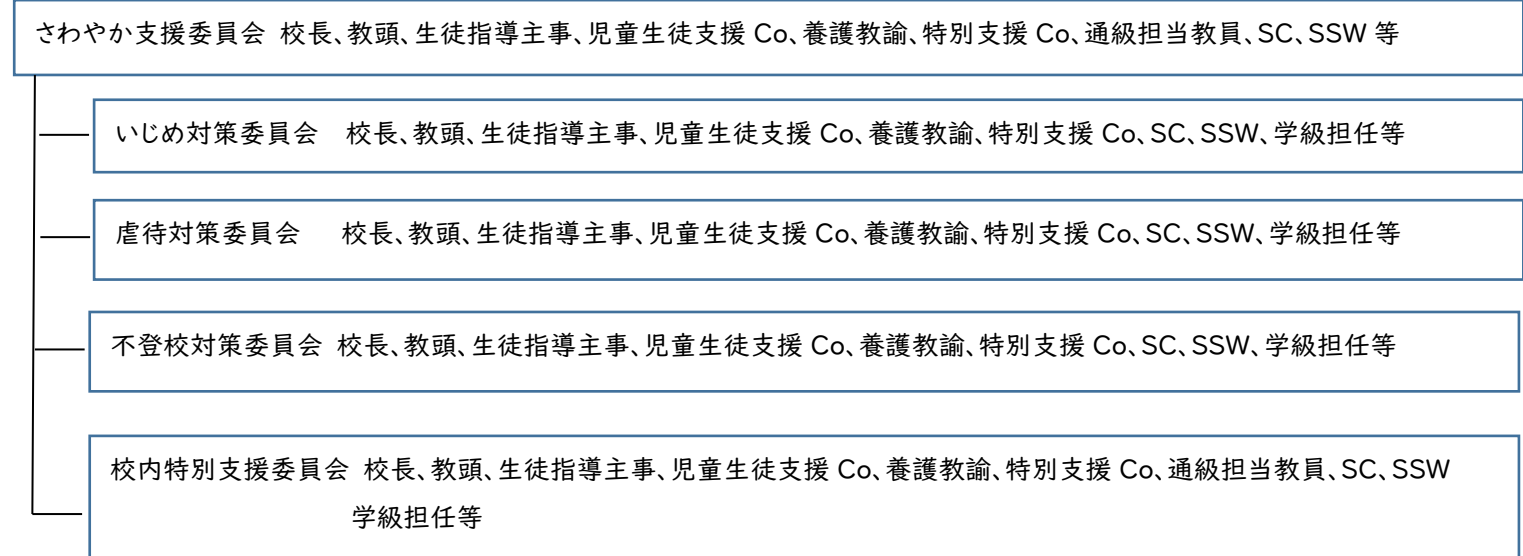 さわやか支援委員会 校長、教頭、生徒指導主事、児童生徒支援 Co、養護教諭、特別支援 Co、通級担当教員、SC、SSW 等
いじめ対策委員会 校長、教頭、生徒指導主事、児童生徒支援 Co、養護教諭、特別支援 Co、SC、SSW、学級担任等
虐待対策委員会 校長、教頭、生徒指導主事、児童生徒支援 Co、養護教諭、特別支援 Co、SC、SSW、学級担任等
不登校対策委員会 校長、教頭、生徒指導主事、児童生徒支援 Co、養護教諭、特別支援 Co、SC、SSW、学級担任等
校内特別支援委員会 校長、教頭、生徒指導主事、児童生徒支援 Co、養護教諭、特別支援 Co、通級担当教員、SC、SSW
学級担任等